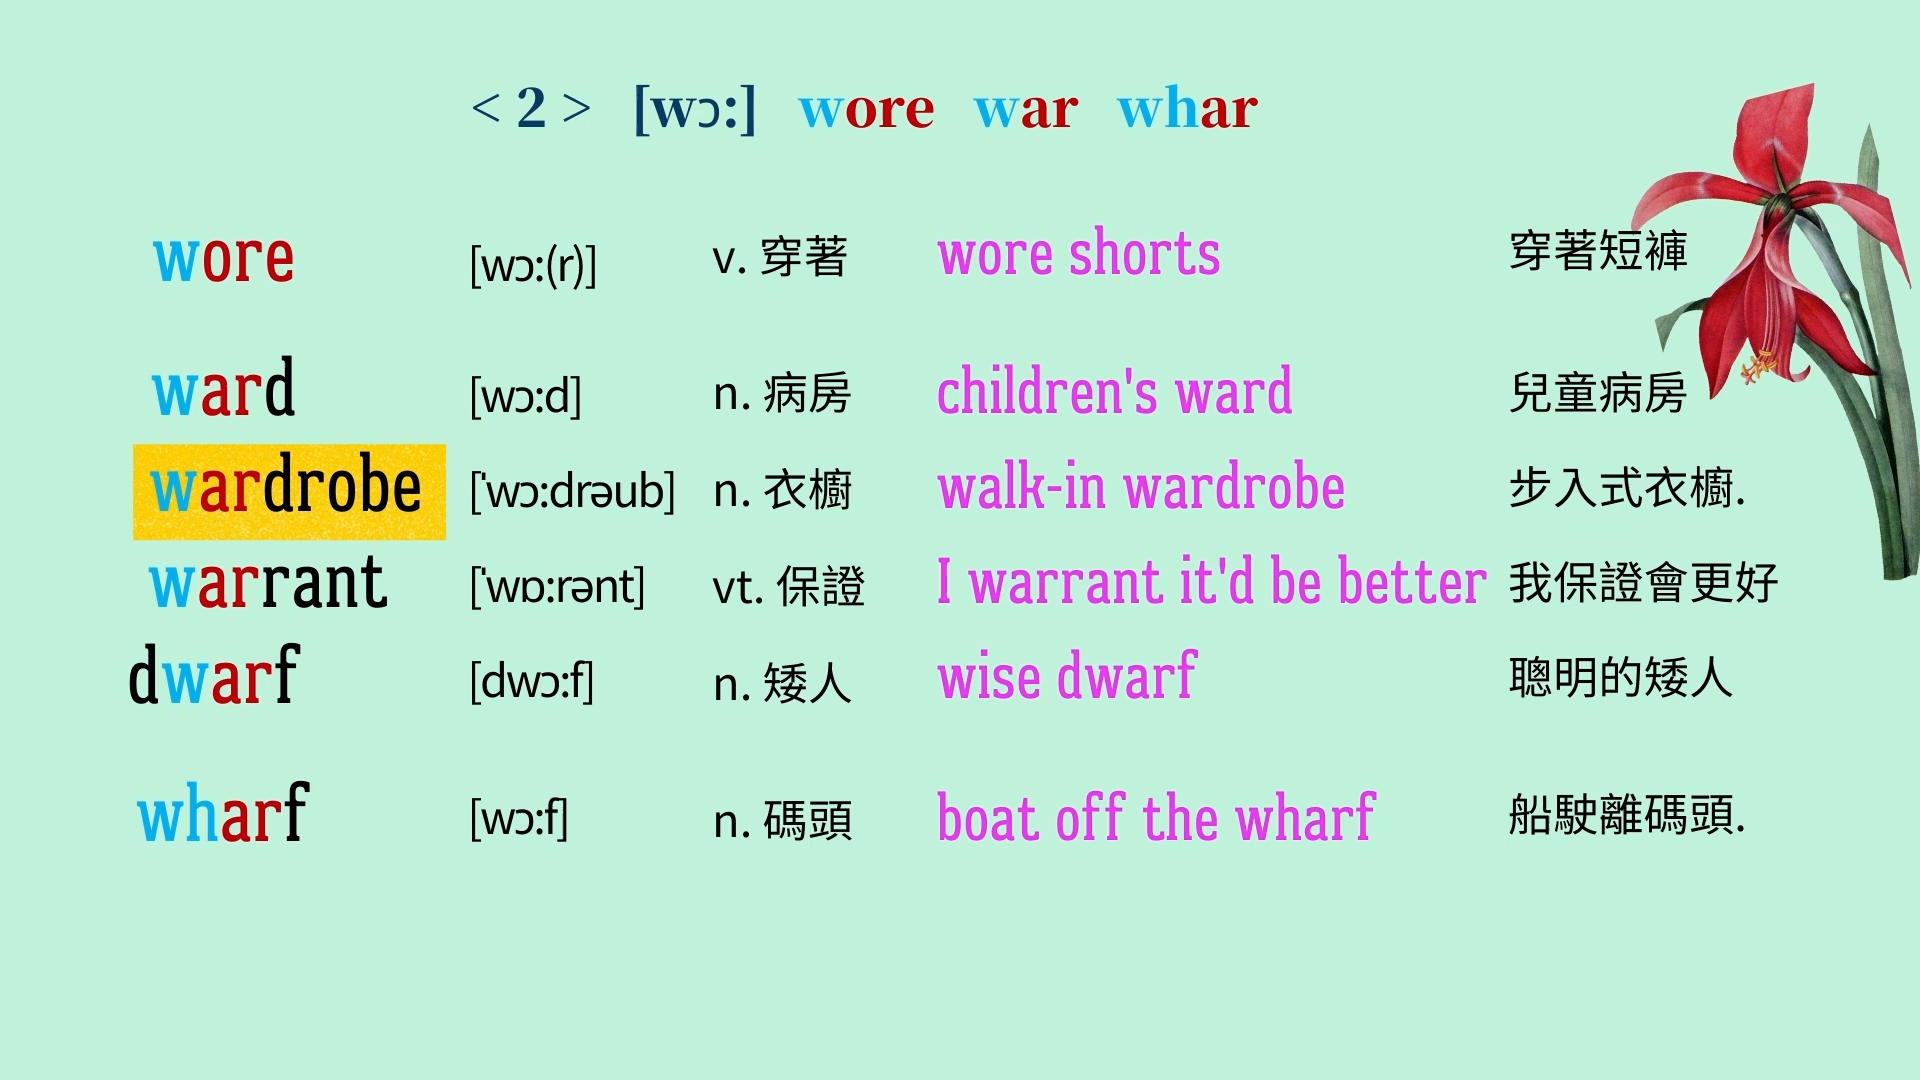 < 2 > [wɔ:] wore war whar
wore [wɔ:(r)] v. 穿著 wore shorts 穿著短褲
ward [wɔ:d] n. 病房 children's ward 兒童病房
wardrobe ['wɔ:drəub] n. 衣櫥 walk-in wardrobe 步入式衣櫥.
warrant ['wɒ:rənt] vt. 保證 I warrant it'd be better 我保證會更好
dwarf [dwɔ:f] n. 矮人 wise dwarf 聰明的矮人
wharf [wɔ:f] n. 碼頭 boat off the wharf 船駛離碼頭.